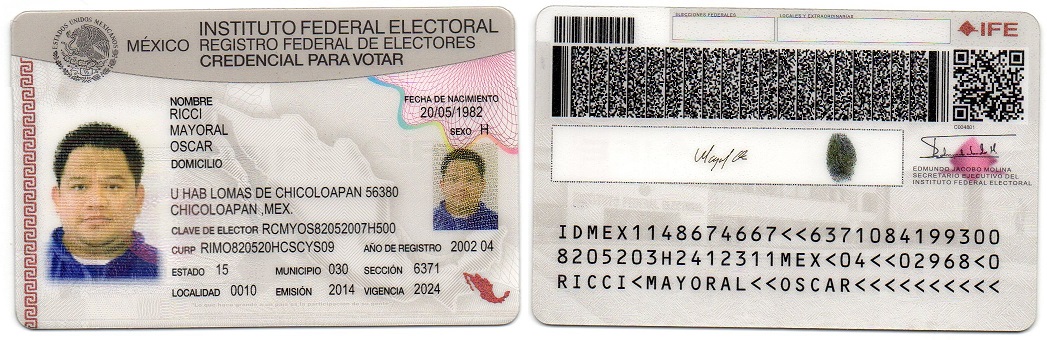 ESTADOS UNIDOS MEXICANOS
MÉXICO
INSTITUTO FEDERAL ELECTORAL
REGISTRO FEDERAL DE ELECTORES
CREDENCIAL PARA VOTAR
NOMBRE
RICCI
MAYORAL
OSCAR
DOMICILIO
U HAB LOMAS DE CHICOLOAPAN 56380
CHICOLOAPAN ,MEX.
FECHA DE NACIMIENTO
20/05/1982
SEXO H
CLAVE DE ELECTOR RCMYOS82052007H500
CURP RIMO820520HCSCYS09 AÑO DE REGISTRO 2002 04
ESTADO 15 MUNICIPIO 030 SECCIÓN 6371
LOCALIDAD 0010 EMISIÓN 2014 VIGENCIA 2024
ELECCIONES FEDERALES
LOCALES Y EXTRAORDINARIAS
IFE
EDMUNDO JACOBO MOLINA
SECRETARIO EJECUTIVO DEL
INSTITUTO FEDERAL ELECTORAL
IDMEX1148674667<<6371084199300
8205203H2412311MEX<04<<02968<0
RICCI<MAYORAL<<OSCAR<<<<<<<<<<